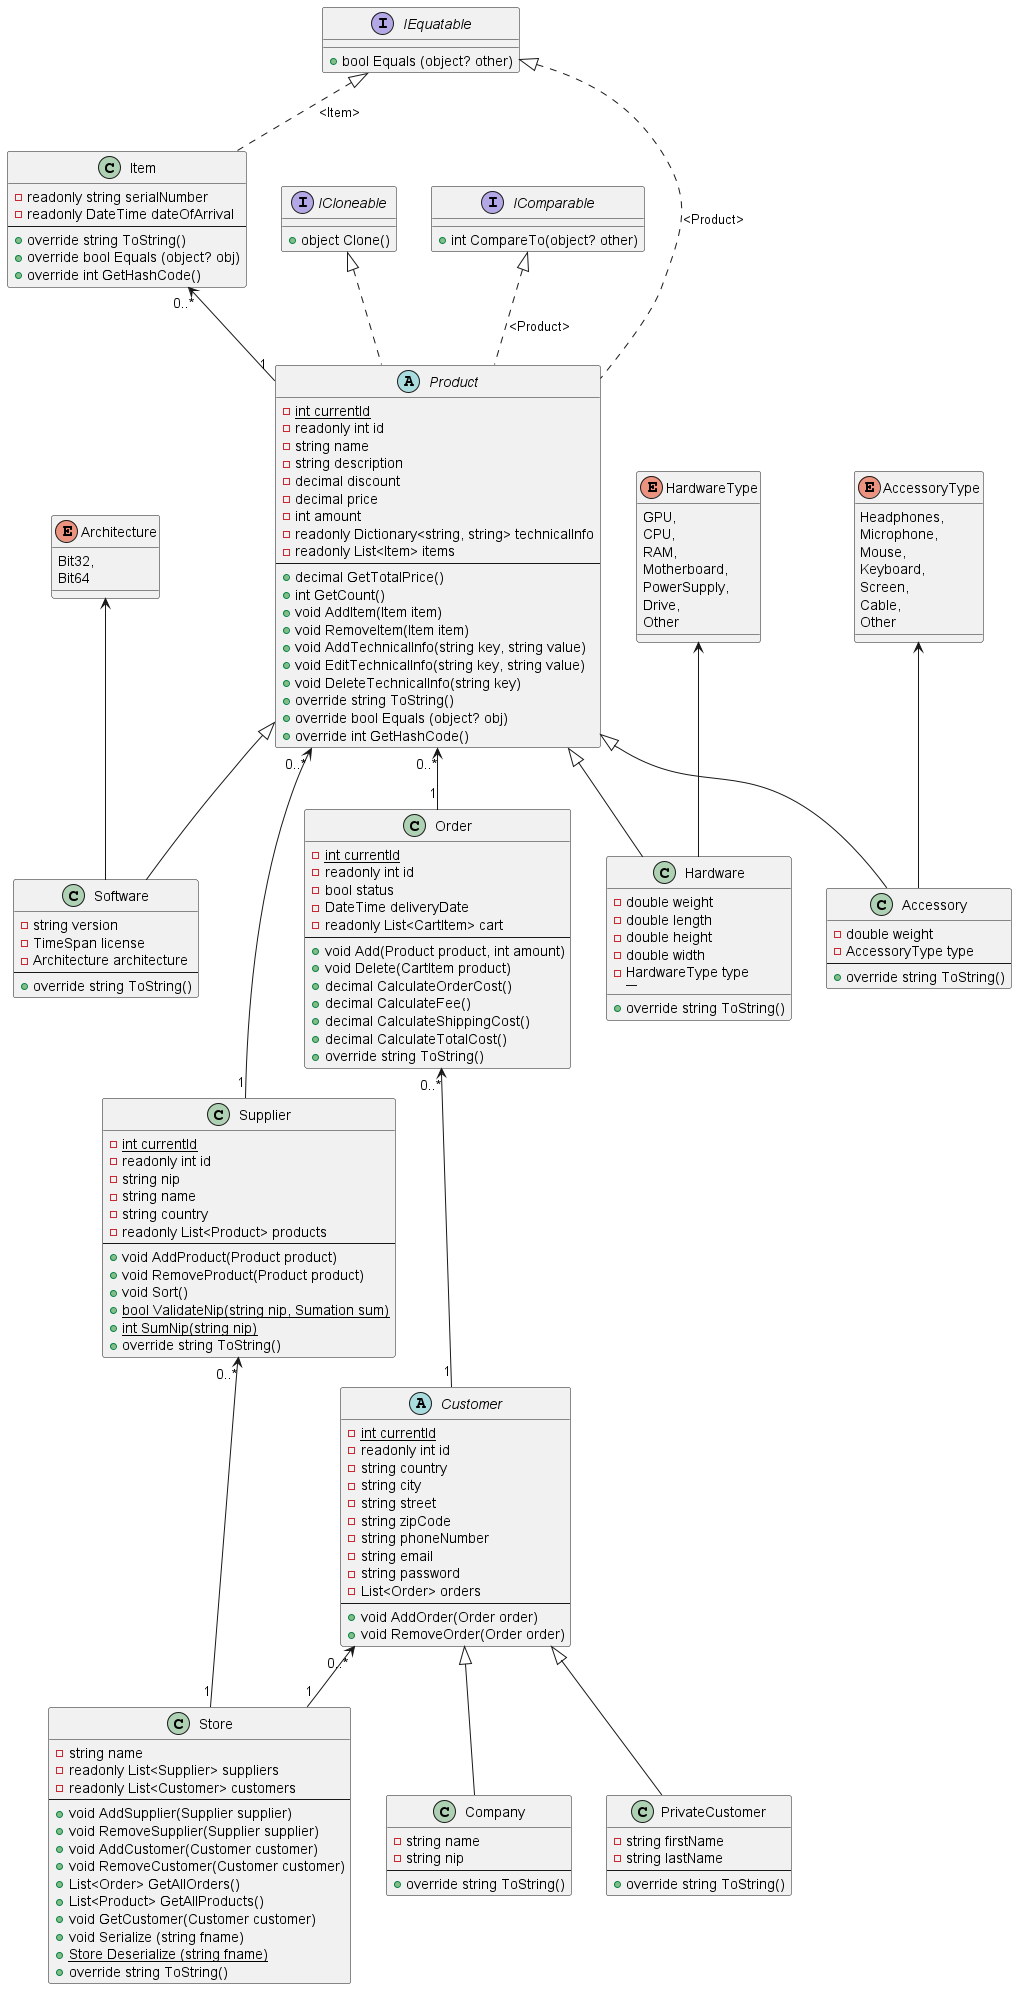 I IEquatable
bool Equals (object? other)
<Item>
C Item
readonly string serialNumber
readonly DateTime dateOfArrival
override string ToString()
override bool Equals (object? obj)
override int GetHashCode()
I ICloneable
object Clone()
I IComparable
int CompareTo(object? other)
<Product>
<Product>
0..*
1
A Product
int currentId
readonly int id
string name
string description
decimal discount
decimal price
int amount
readonly Dictionary<string, string> technicalInfo
readonly List<Item> items
decimal GetTotalPrice()
int GetCount()
void AddItem(Item item)
void RemoveItem(Item item)
void AddTechnicalInfo(string key, string value)
void EditTechnicalInfo(string key, string value)
void DeleteTechnicalInfo(string key)
override string ToString()
override bool Equals (object? obj)
override int GetHashCode()
E Architecture
Bit32,
Bit64
E HardwareType
GPU,
CPU,
RAM,
Motherboard,
PowerSupply,
Drive,
Other
E AccessoryType
Headphones,
Microphone,
Mouse,
Keyboard,
Screen,
Cable,
Other
0..*
0..*
1
C Software
string version
TimeSpan license
Architecture architecture
override string ToString()
C Order
int currentId
readonly int id
bool status
DateTime deliveryDate
readonly List<CartItem> cart
void Add(Product product, int amount)
void Delete(CartItem product)
decimal CalculateOrderCost()
decimal CalculateFee()
decimal CalculateShippingCost()
decimal CalculateTotalCost()
override string ToString()
C Hardware
double weight
double length
double height
double width
HardwareType type
—
override string ToString()
C Accessory
double weight
AccessoryType type
override string ToString()
1
0..*
C Supplier
int currentId
readonly int id
string nip
string name
string country
readonly List<Product> products
void AddProduct(Product product)
void RemoveProduct(Product product)
void Sort()
bool ValidateNip(string nip, Sumation sum)
int SumNip(string nip)
override string ToString()
0..*
1
A Customer
int currentId
readonly int id
string country
string city
string street
string zipCode
string phoneNumber
string email
string password
List<Order> orders
void AddOrder(Order order)
void RemoveOrder(Order order)
0..*
1
1
C Store
string name
readonly List<Supplier> suppliers
readonly List<Customer> customers
void AddSupplier(Supplier supplier)
void RemoveSupplier(Supplier supplier)
void AddCustomer(Customer customer)
void RemoveCustomer(Customer customer)
List<Order> GetAllOrders()
List<Product> GetAllProducts()
void GetCustomer(Customer customer)
void Serialize (string fname)
Store Deserialize (string fname)
override string ToString()
C Company
string name
string nip
override string ToString()
C PrivateCustomer
string firstName
string lastName
override string ToString()